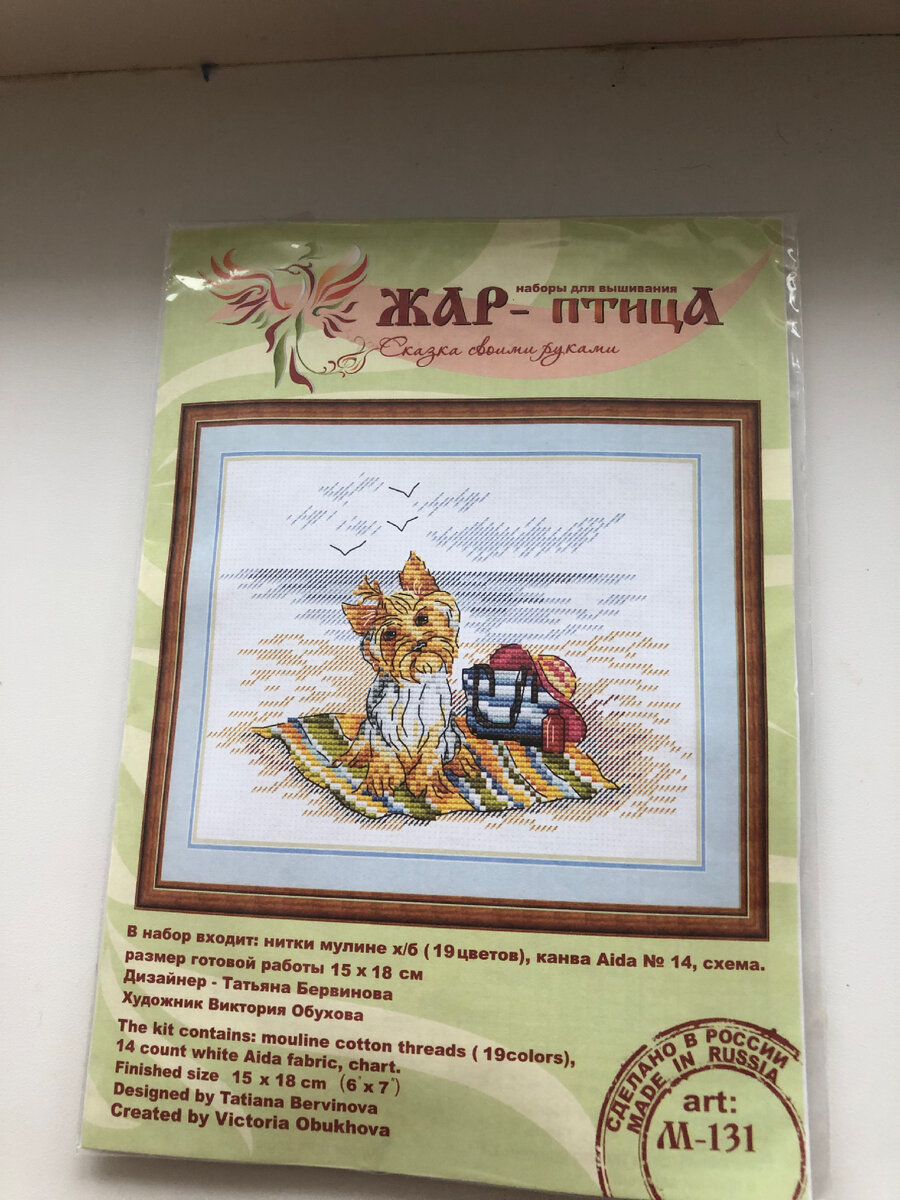 наборы для вышивания
ЖАР-ПТИЦА
Сказка своими руками
В набор входит: нитки мулине х/б (19цветов), канва Aida № 14, схема.
размер готовой работы 15 х 18 см
Дизайнер - Татьяна Бервинова
Художник Виктория Обухова
The kit contains: mouline cotton threads ( 19colors),
14 count white Aida fabric, chart.
Finished size 15 x 18 cm (6"x 7")
Designed by Tatiana Bervinova
Created by Victoria Obukhova
СДЕЛАНО В РОССИИ
MADE IN RUSSIA
art:
М-131